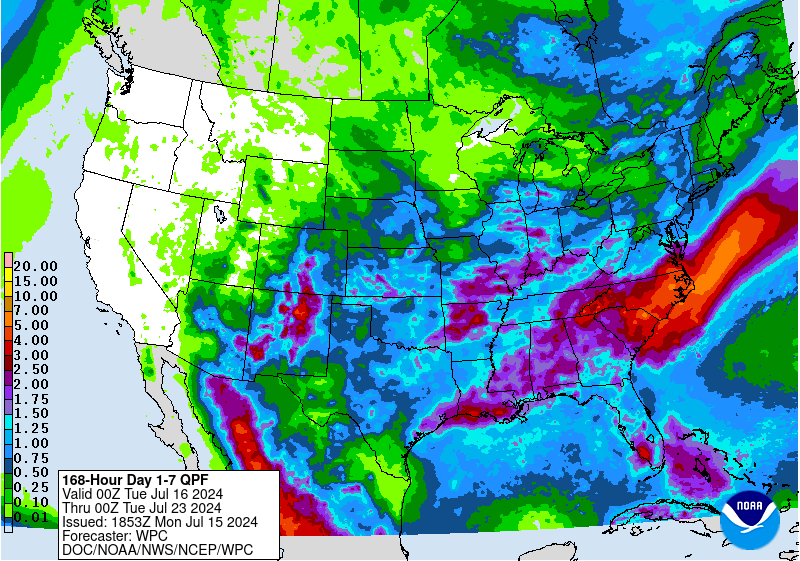 20.00
15.00
10.00
7.00
5.00
4.00
3.00
2.50
2.00
1.75
1.50
1.25
1.00
0.75
0.50
0.25
0.10
0.01
168-Hour Day 1-7 QPF
Valid 00Z Tue Jul 16 2024
Thru 00Z Tue Jul 23 2024
Issued: 1853Z Mon Jul 15 2024
Forecaster: WPC
DOC/NOAA/NWS/NCEP/WPC
NOAA